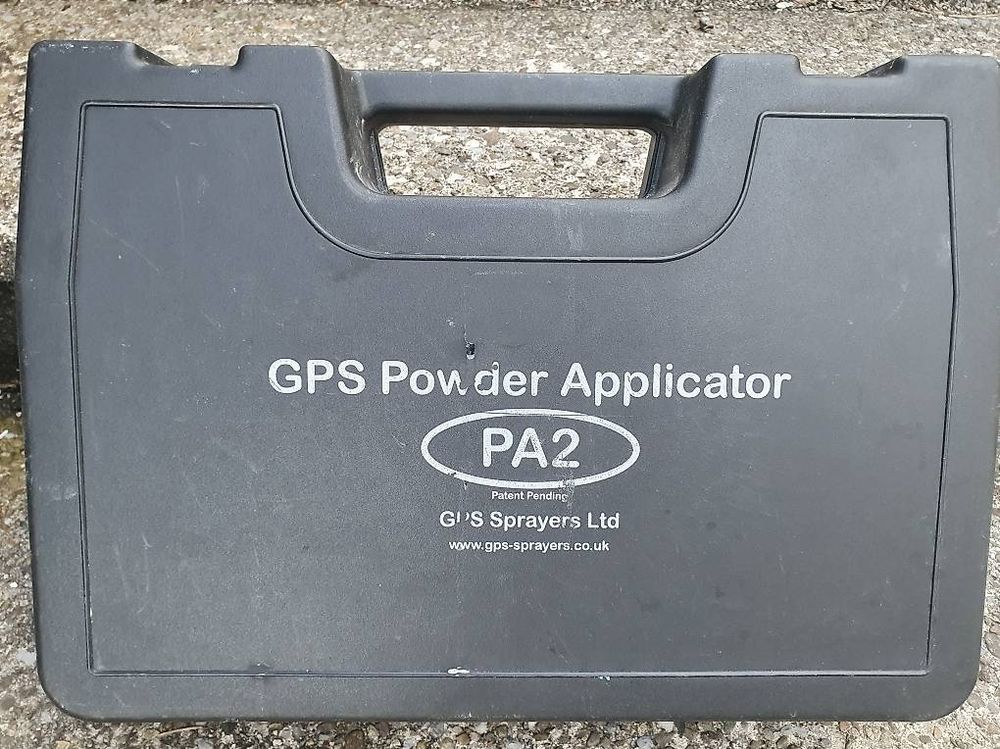 GPS Powder Applicator
PA2
Patent Pending
GPS Sprayers Ltd
www.gps-sprayers.co.uk